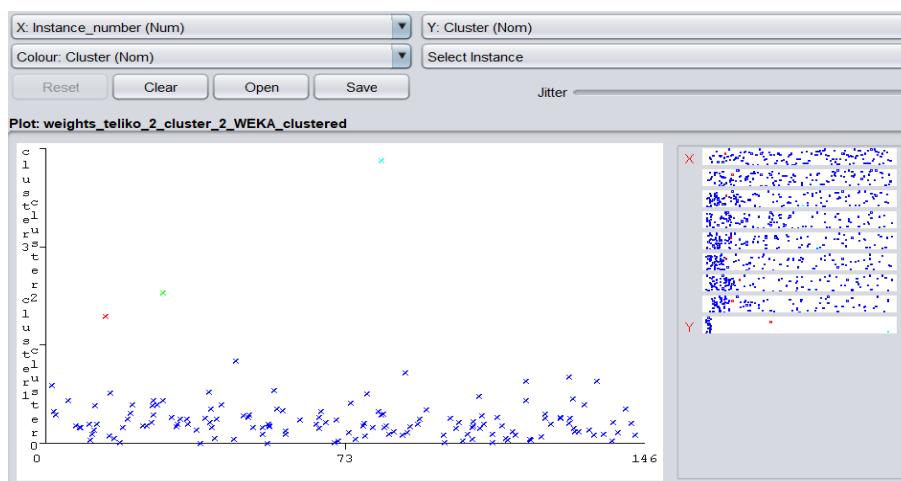 X: Instance_number (Num)
Y: Cluster (Nom)
Colour: Cluster (Nom)
Select Instance
Reset
Clear
Open
Save
Jitter
Plot: weights_teliko_2_cluster_2_WEKA_clustered
cluster3
cluster2
cluster1
cluster0
0
73
146
X
Y